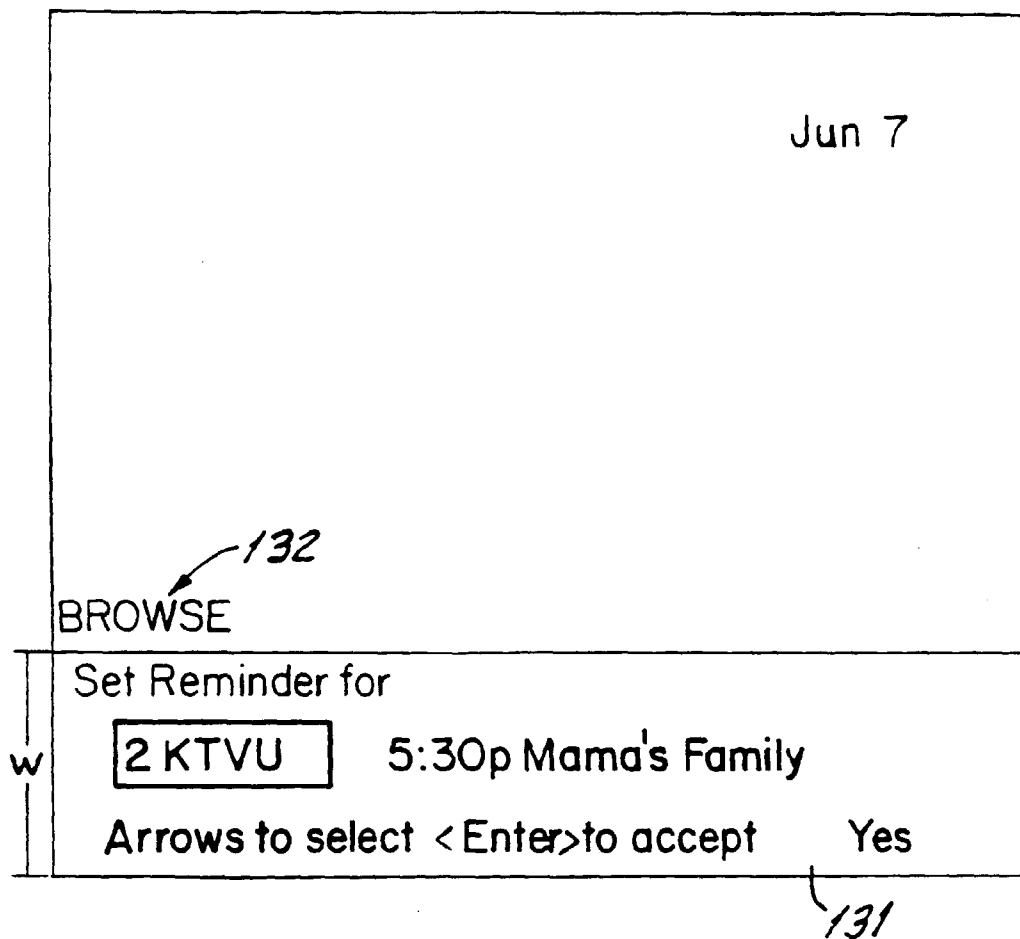 Jun 7
132
BROWSE
Set Reminder for
W
2 KTVU 5:30p Mama's Family
Arrows to select <Enter>to accept Yes
131